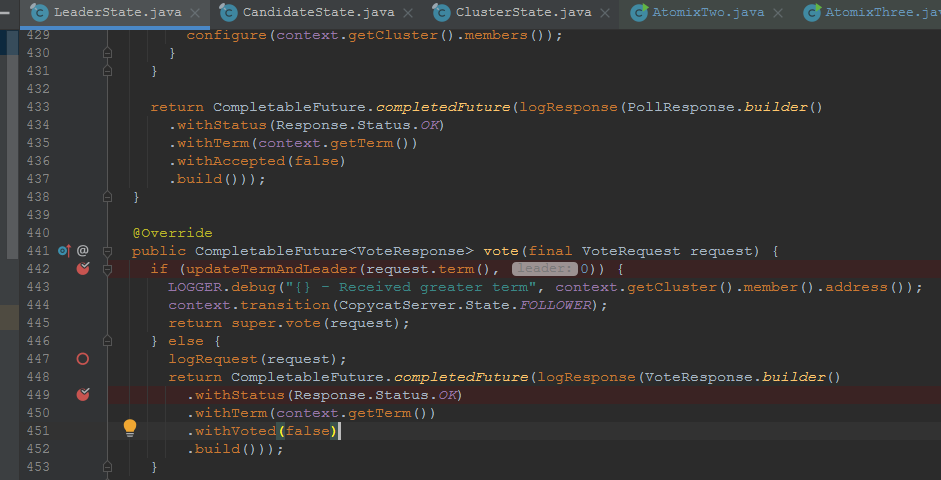 LeaderState.java CandidateState.java ClusterState.java AtomixTwo.java AtomixThree.jav
429 configure(context.getCluster().members());
430 }
431 }
432
433 return CompletableFuture.completedFuture(logResponse(PollResponse.builder()
434 .withStatus(Response.Status.OK)
435 .withTerm(context.getTerm())
436 .withAccepted(false)
437 .build()));
438 }
439
440 @Override
441 @ public CompletableFuture<VoteResponse> vote(final VoteRequest request) {
442 if (updateTermAndLeader(request.term(), leader: 0)) {
443 LOGGER.debug("{} - Received greater term", context.getCluster().member().address());
444 context.transition(CopycatServer.State.FOLLOWER);
445 return super.vote(request);
446 } else {
447 logRequest(request);
448 return CompletableFuture.completedFuture(logResponse(VoteResponse.builder()
449 .withStatus(Response.Status.OK)
450 .withTerm(context.getTerm())
451 .withVoted(false)
452 .build()));
453 }